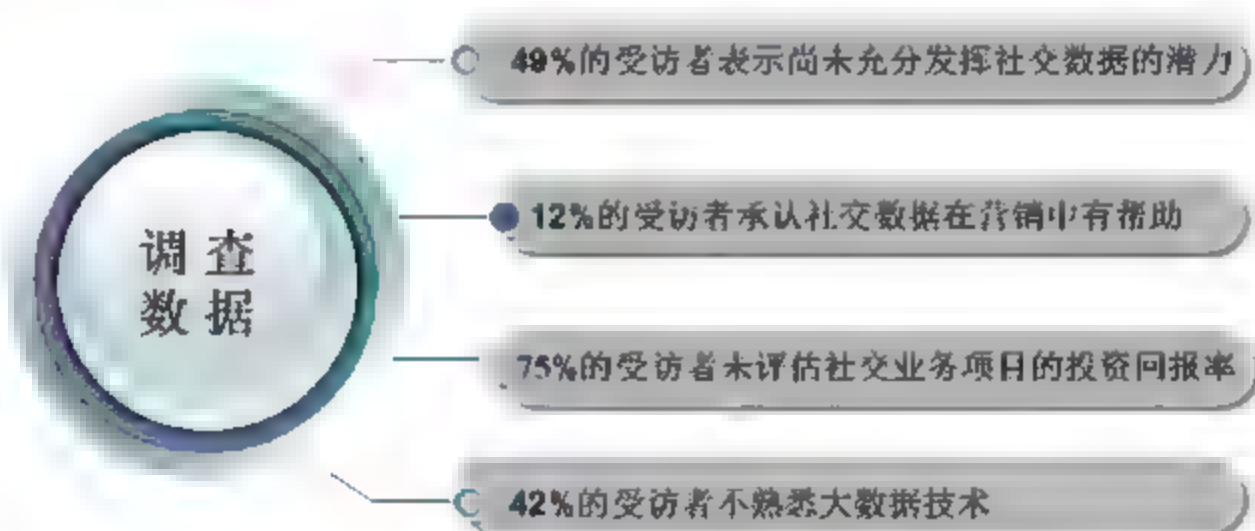 49%的受访者表示尚未充分发挥社交数据的潜力
12%的受访者承认社交数据在营销中有帮助
调查
数据
75%的受访者未评估社交业务项目的投资回报率
42%的受访者不熟悉大数据技术